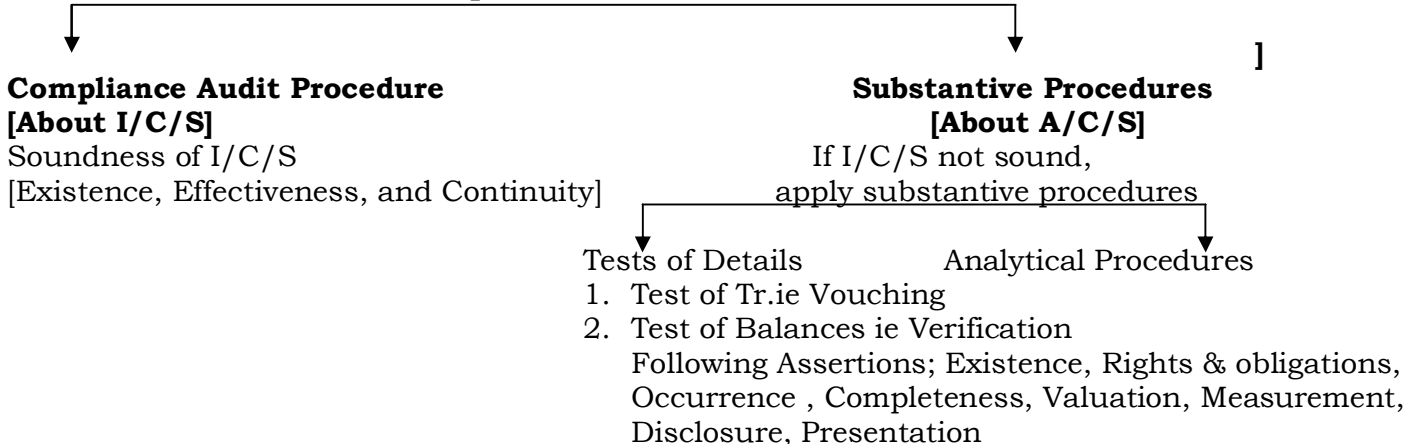 ]
Compliance Audit Procedure Substantive Procedures
[About I/C/S] [About A/C/S]
Soundness of I/C/S If I/C/S not sound,
[Existence, Effectiveness, and Continuity] apply substantive procedures
Tests of Details Analytical Procedures
1. Test of Tr.ie Vouching
2. Test of Balances ie Verification
Following Assertions; Existence, Rights & obligations,
Occurrence , Completeness, Valuation, Measurement,
Disclosure, Presentation